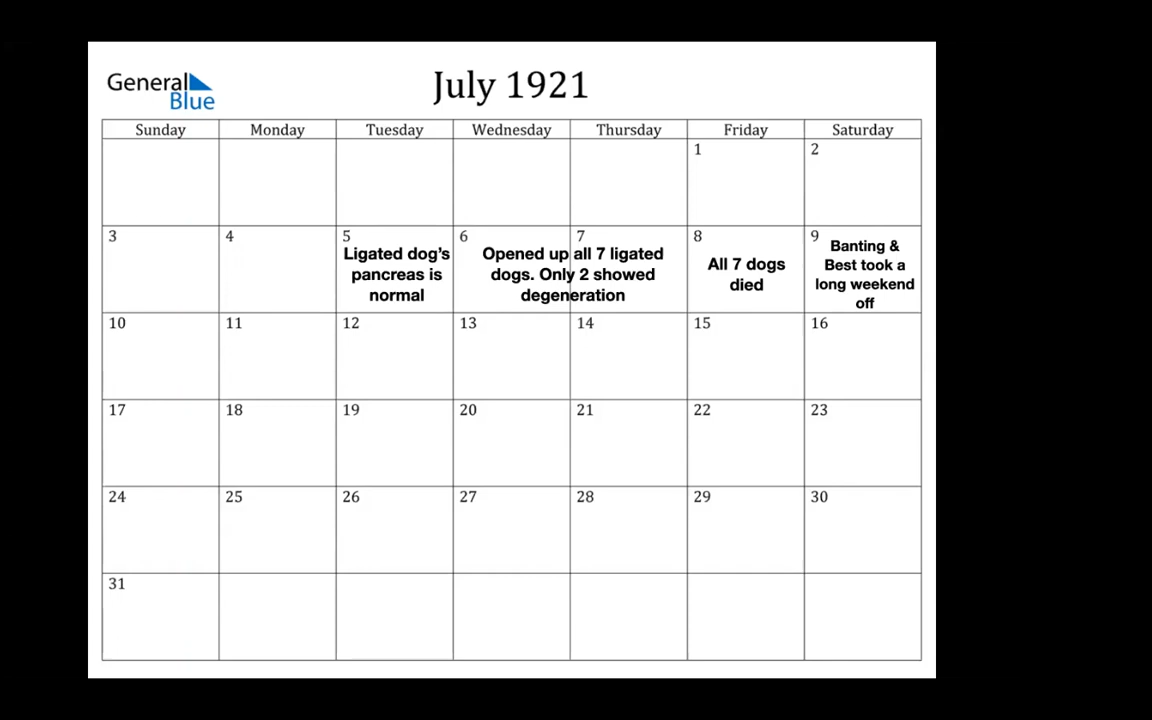 General
Blue
July 1921
Sunday Monday Tuesday Wednesday Thursday Friday Saturday
1 2
3 4 5 6 7 8 9
Ligated dog's
pancreas is
normal
Opened up all 7 ligated
dogs. Only 2 showed
degeneration
All 7 dogs
died
Banting &
Best took a
long weekend
off
10 11 12 13 14 15 16
17 18 19 20 21 22 23
24 25 26 27 28 29 30
31